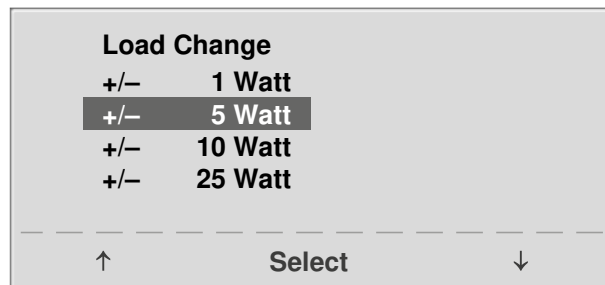 Load Change
+/– 1 Watt
+/– 5 Watt
+/– 10 Watt
+/– 25 Watt
↑ Select ↓